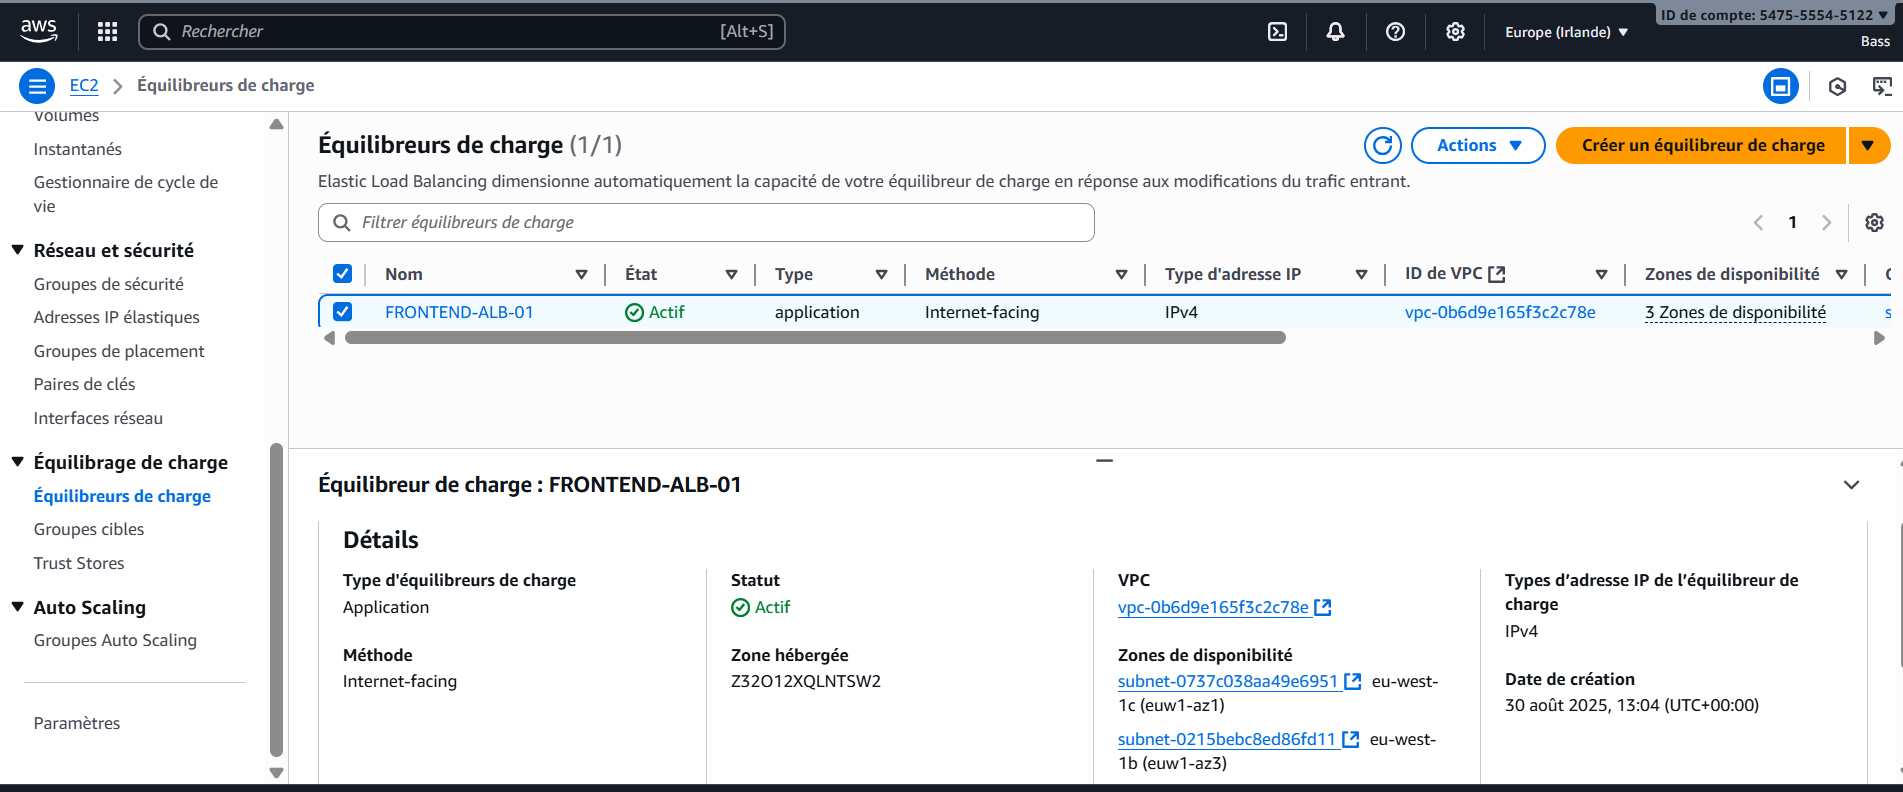 aws
Rechercher
[Alt+S]
Europe (Irlande)
ID de compte: 5475-5554-5122
Bass
EC2
Équilibreurs de charge
Volumes
Instantanés
Gestionnaire de cycle de
vie
Réseau et sécurité
Groupes de sécurité
Adresses IP élastiques
Groupes de placement
Paires de clés
Interfaces réseau
Équilibrage de charge
Équilibreurs de charge
Groupes cibles
Trust Stores
Auto Scaling
Groupes Auto Scaling
Paramètres
Équilibreurs de charge (1/1)
Actions
Créer un équilibreur de charge
Elastic Load Balancing dimensionne automatiquement la capacité de votre équilibreur de charge en réponse aux modifications du trafic entrant.
Filtrer équilibreurs de charge
1
Nom État Type Méthode Type d'adresse IP ID de VPC Zones de disponibilité
FRONTEND-ALB-01 Actif application Internet-facing IPv4 vpc-0b6d9e165f3c2c78e 3 Zones de disponibilité
Équilibreur de charge : FRONTEND-ALB-01
Détails
Type d'équilibreurs de charge
Application
Méthode
Internet-facing
Statut
Actif
Zone hébergée
Z32O12XQLNTSW2
VPC
vpc-0b6d9e165f3c2c78e
Zones de disponibilité
subnet-0737c038aa49e6951 eu-west-
1c (euw1-az1)
subnet-0215bebc8ed86fd11 eu-west-
1b (euw1-az3)
Types d’adresse IP de l’équilibreur de
charge
IPv4
Date de création
30 août 2025, 13:04 (UTC+00:00)